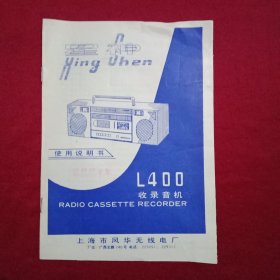 Xing Shen
使用说明书
L400
收录音机
RADIO CASSETTE RECORDER
上海市风华无线电厂